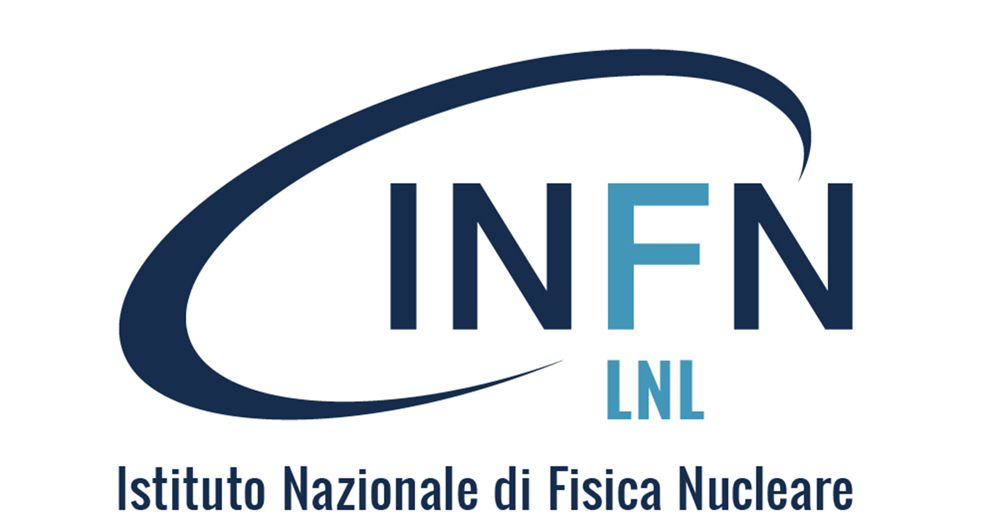 INFN
LNL
Istituto Nazionale di Fisica Nucleare